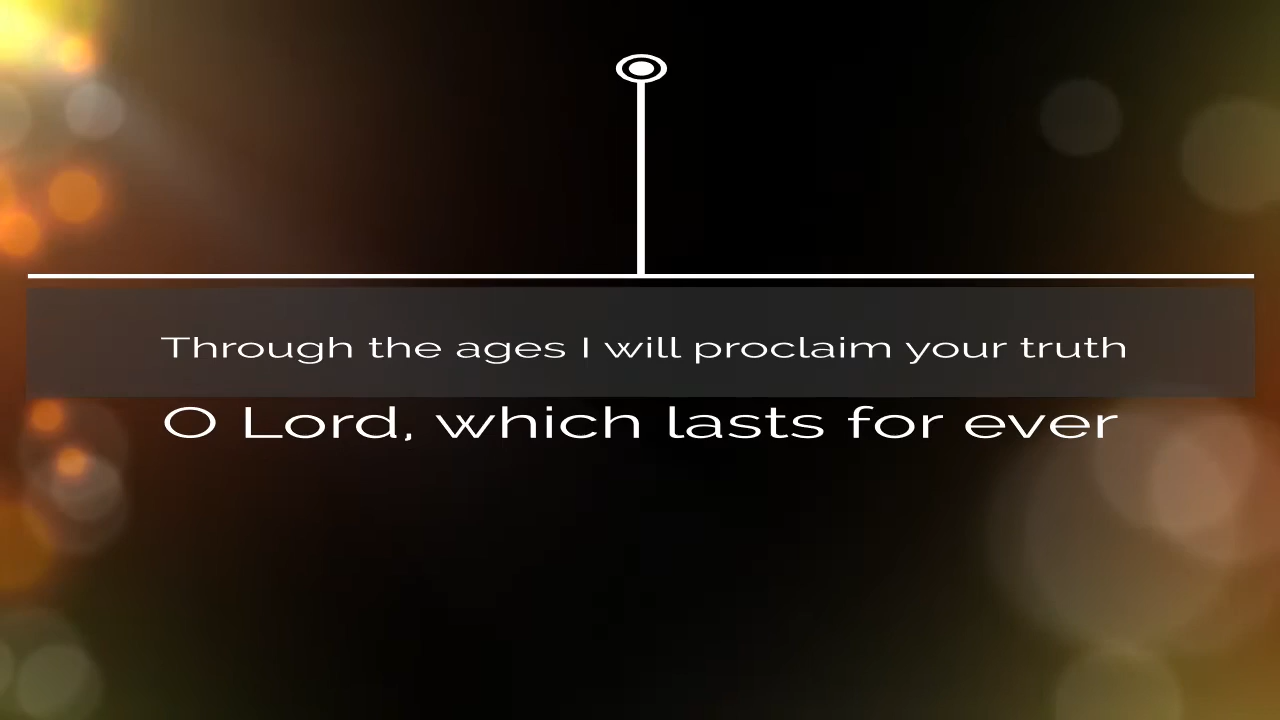 Through the ages I will proclaim your truth
O Lord, which lasts for ever